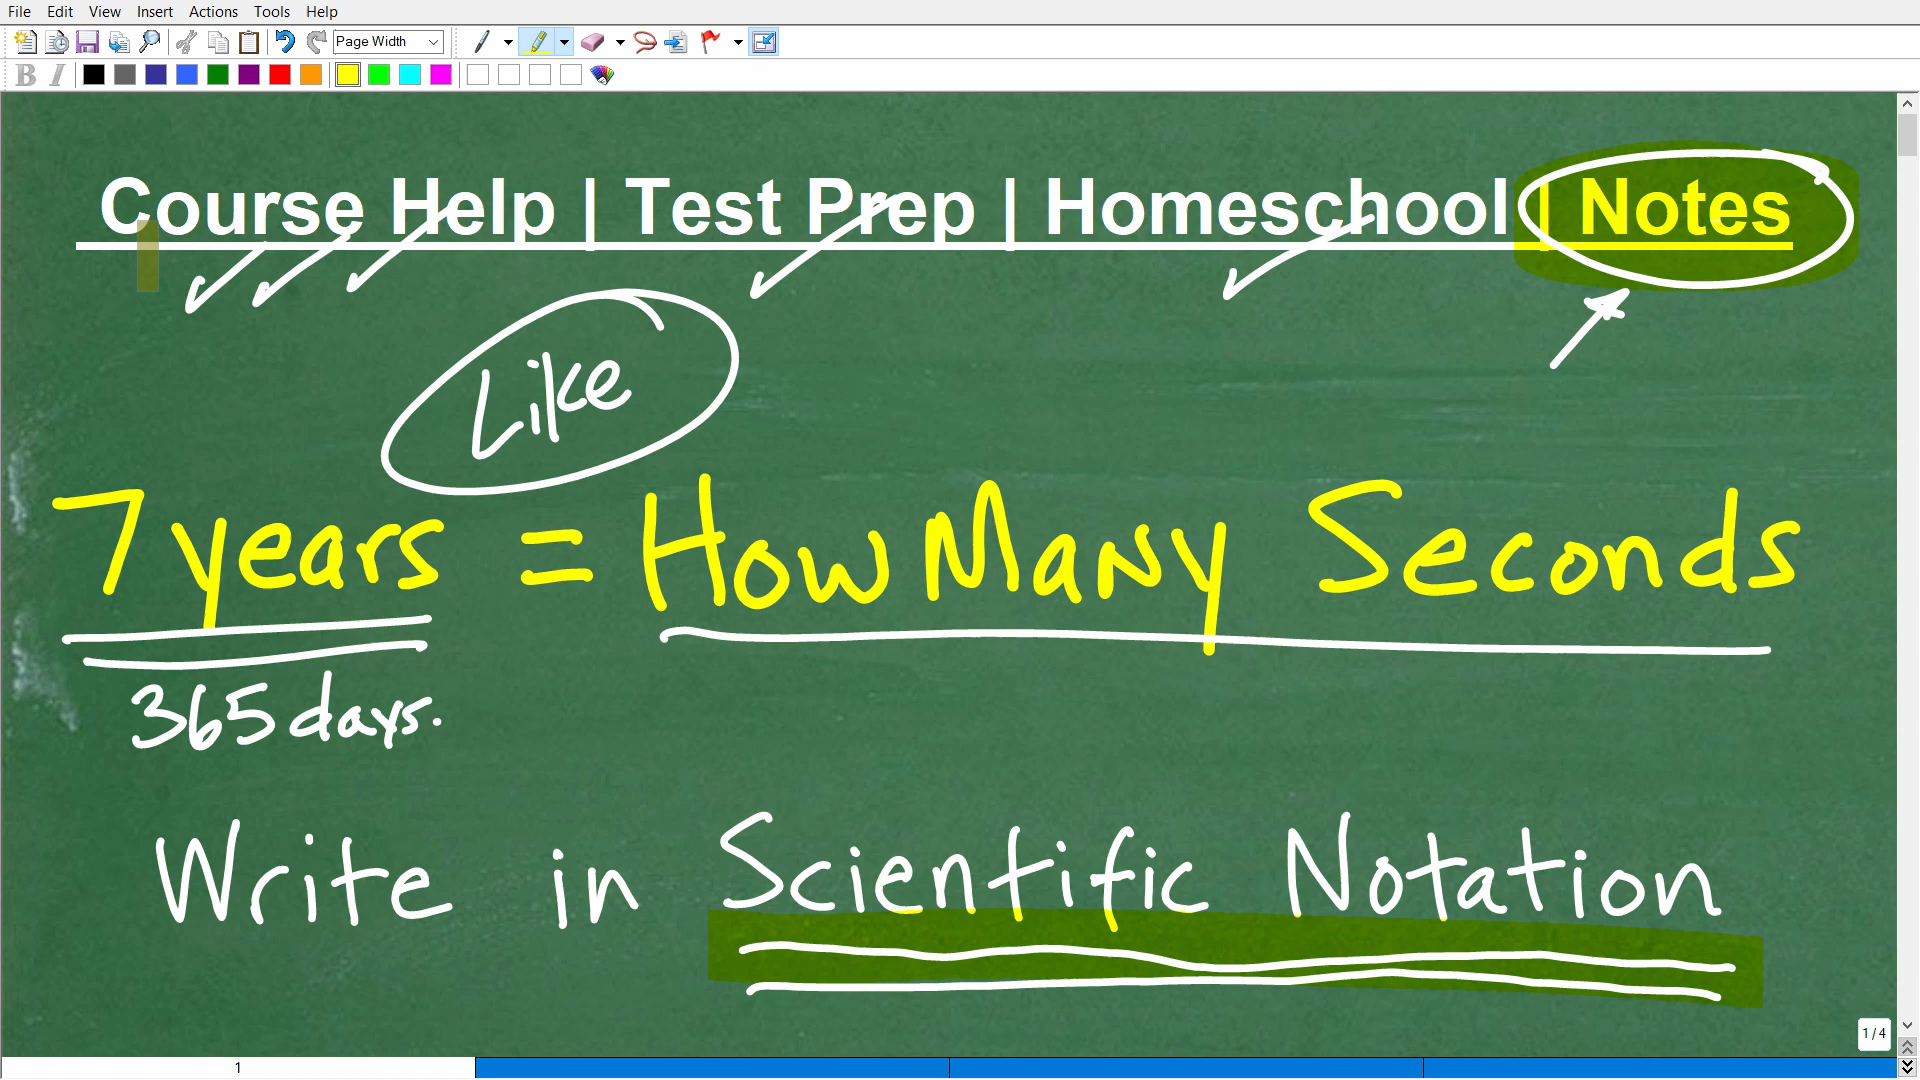 File Edit View Insert Actions Tools Help
Page Width
B I
Course Help | Test Prep | Homeschool | Notes
Like
7 years = How Many Seconds
365 days.
Write in Scientific Notation
1 / 4
1